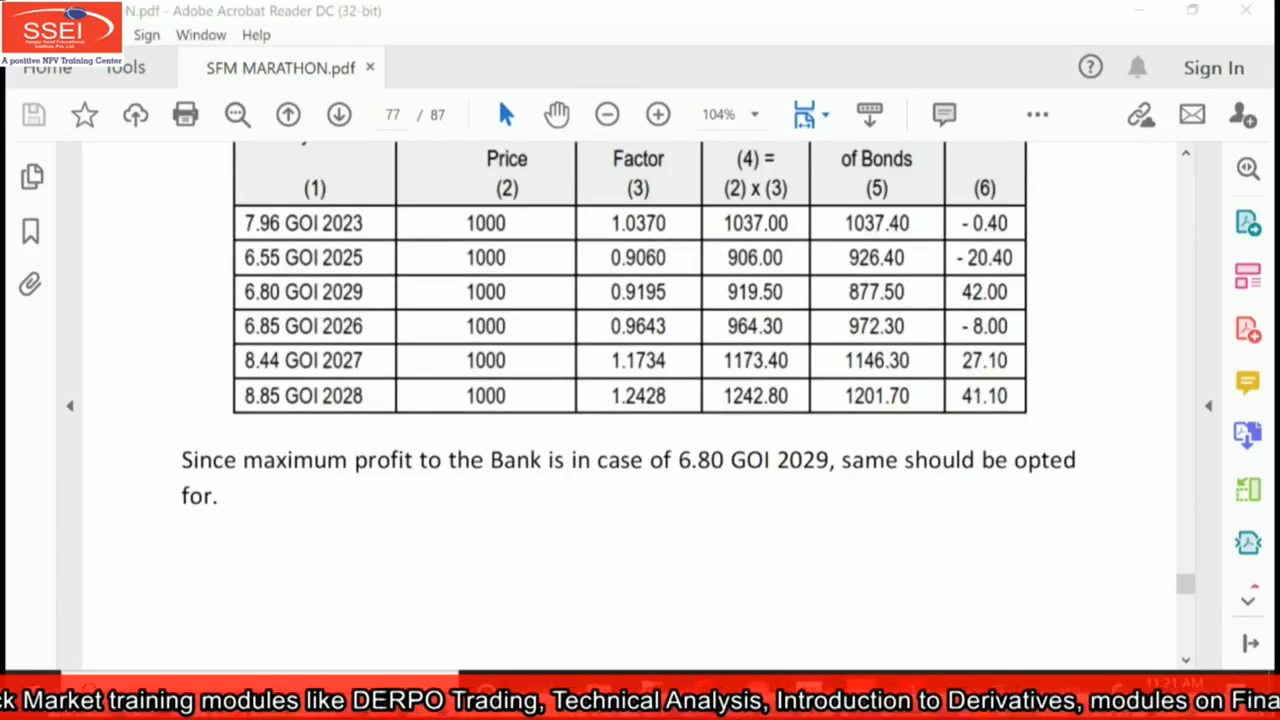 SSEI
A positive NPV Training Center
N.pdf - Adobe Acrobat Reader DC (32-bit)
Sign Window Help
Home Tools SFM MARATHON.pdf × Sign In
77 / 87 104%
Price Factor (4) = of Bonds
(1) (2) (3) (2) x (3) (5) (6)
7.96 GOI 2023 1000 1.0370 1037.00 1037.40 - 0.40
6.55 GOI 2025 1000 0.9060 906.00 926.40 - 20.40
6.80 GOI 2029 1000 0.9195 919.50 877.50 42.00
6.85 GOI 2026 1000 0.9643 964.30 972.30 - 8.00
8.44 GOI 2027 1000 1.1734 1173.40 1146.30 27.10
8.85 GOI 2028 1000 1.2428 1242.80 1201.70 41.10
Since maximum profit to the Bank is in case of 6.80 GOI 2029, same should be opted
for.
11:21 AM
ck Market training modules like DERPO Trading, Technical Analysis, Introduction to Derivatives, modules on Fina